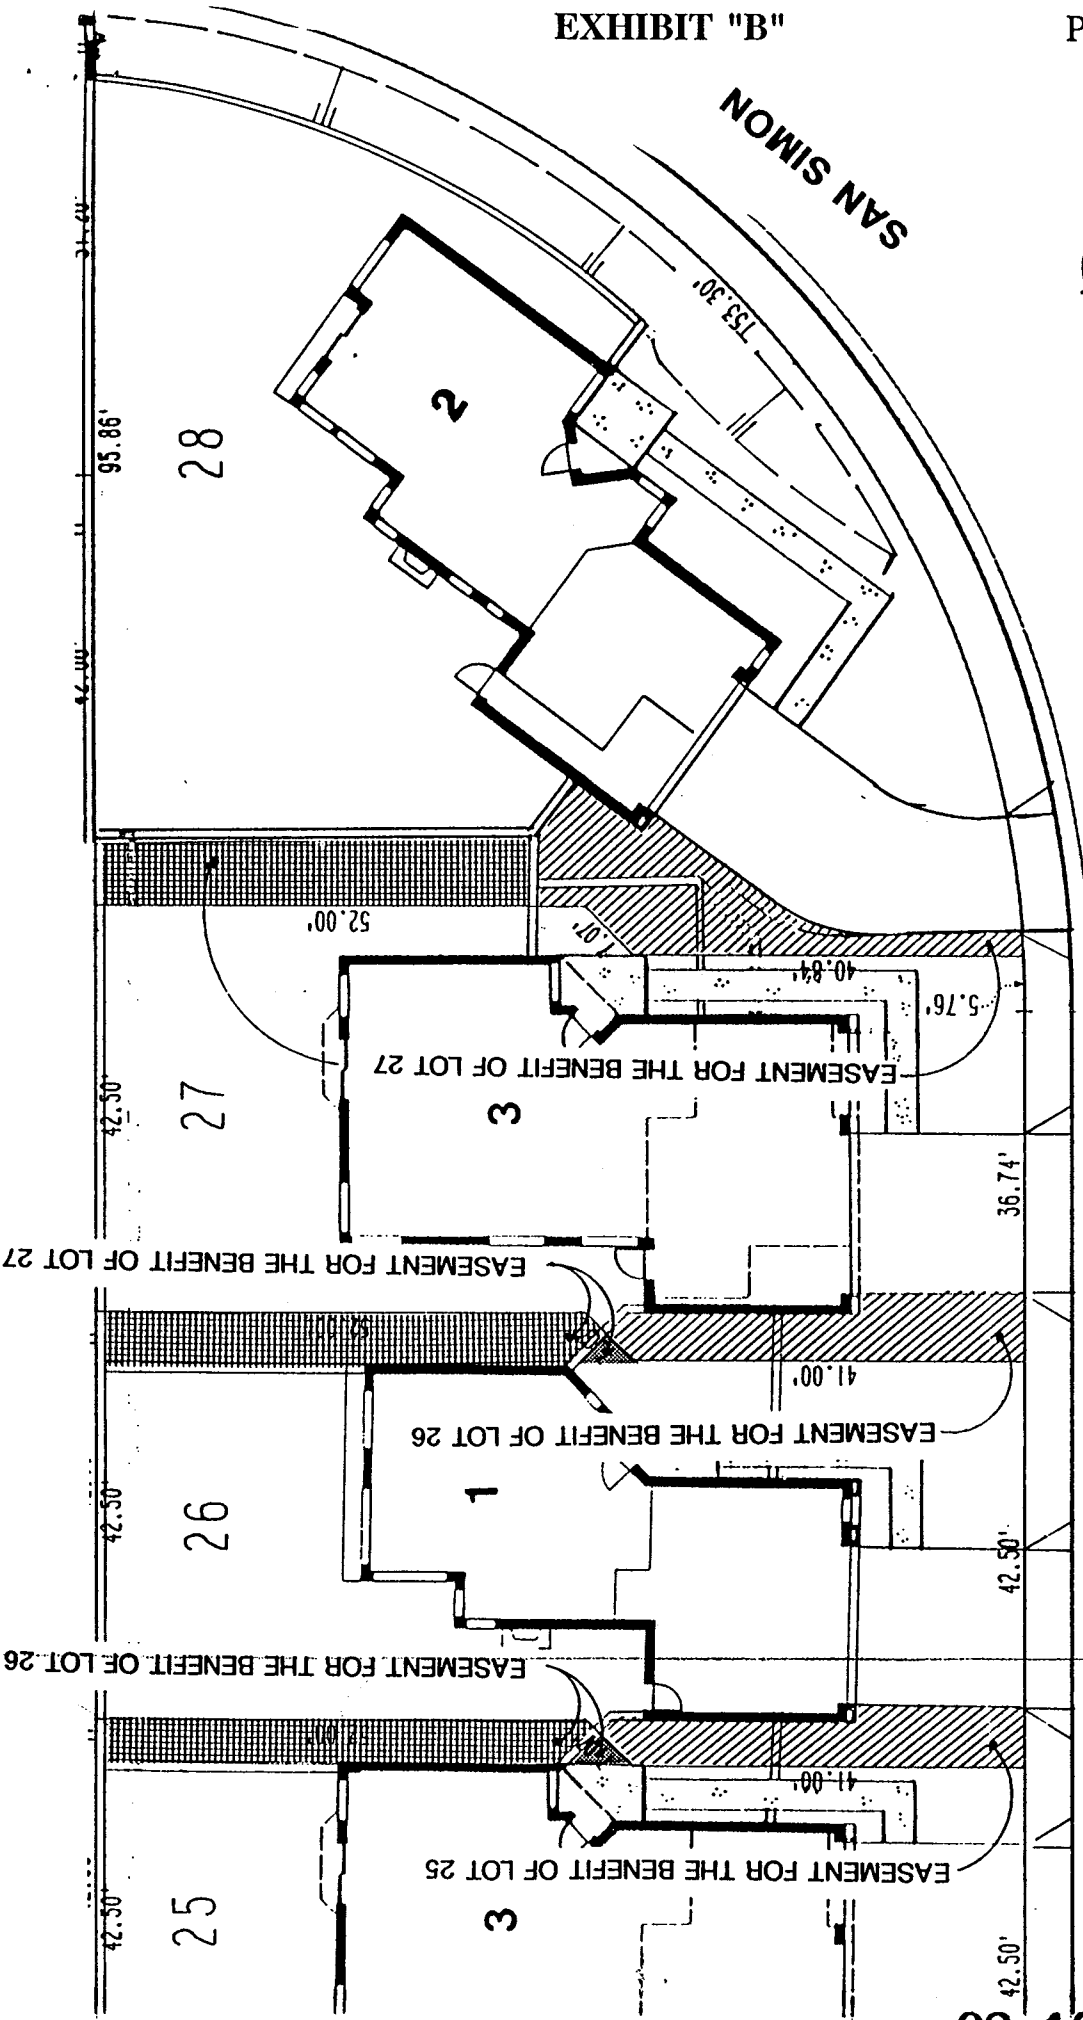 EXHIBIT "B"
P
SAN SIMON
753.30'
2
95.86'
28
52.00'
40.84'
5.76'
EASEMENT FOR THE BENEFIT OF LOT 27
42.50'
27
3
36.74'
EASEMENT FOR THE BENEFIT OF LOT 27
41.00'
EASEMENT FOR THE BENEFIT OF LOT 26
42.50'
26
1
42.50'
EASEMENT FOR THE BENEFIT OF LOT 26
41.00'
EASEMENT FOR THE BENEFIT OF LOT 25
42.50'
25
3
42.50'